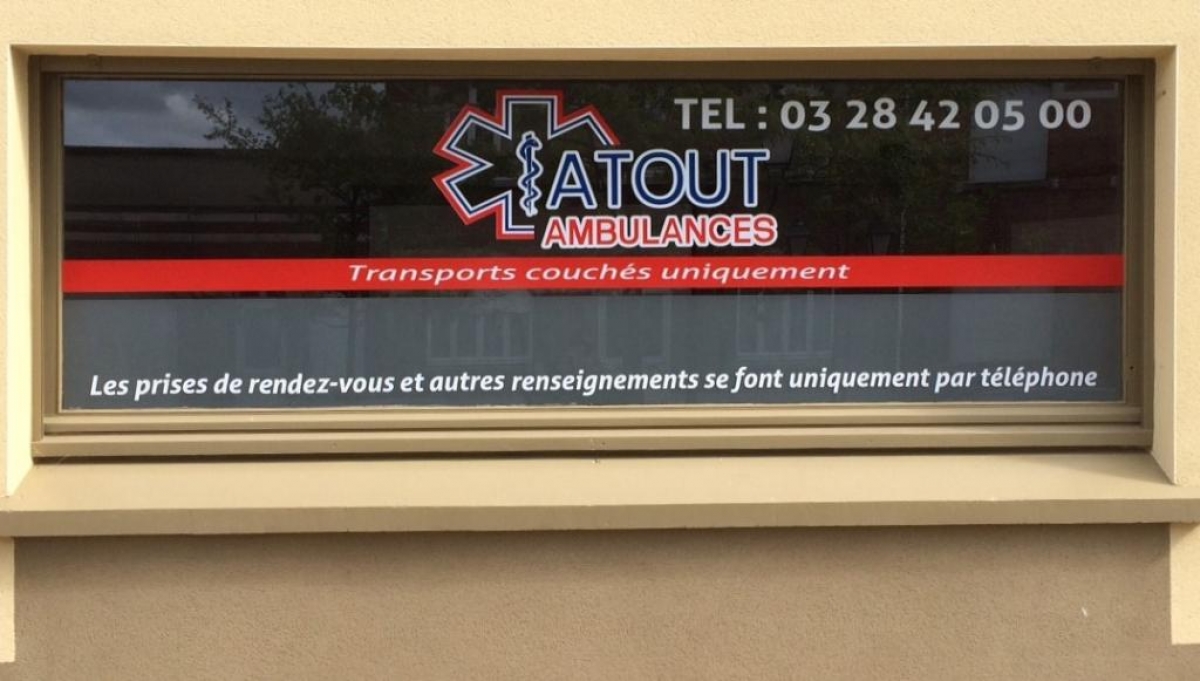 TEL : 03 28 42 05 00
ATOUT
AMBULANCES
Transports couchés uniquement
Les prises de rendez-vous et autres renseignements se font uniquement par téléphone